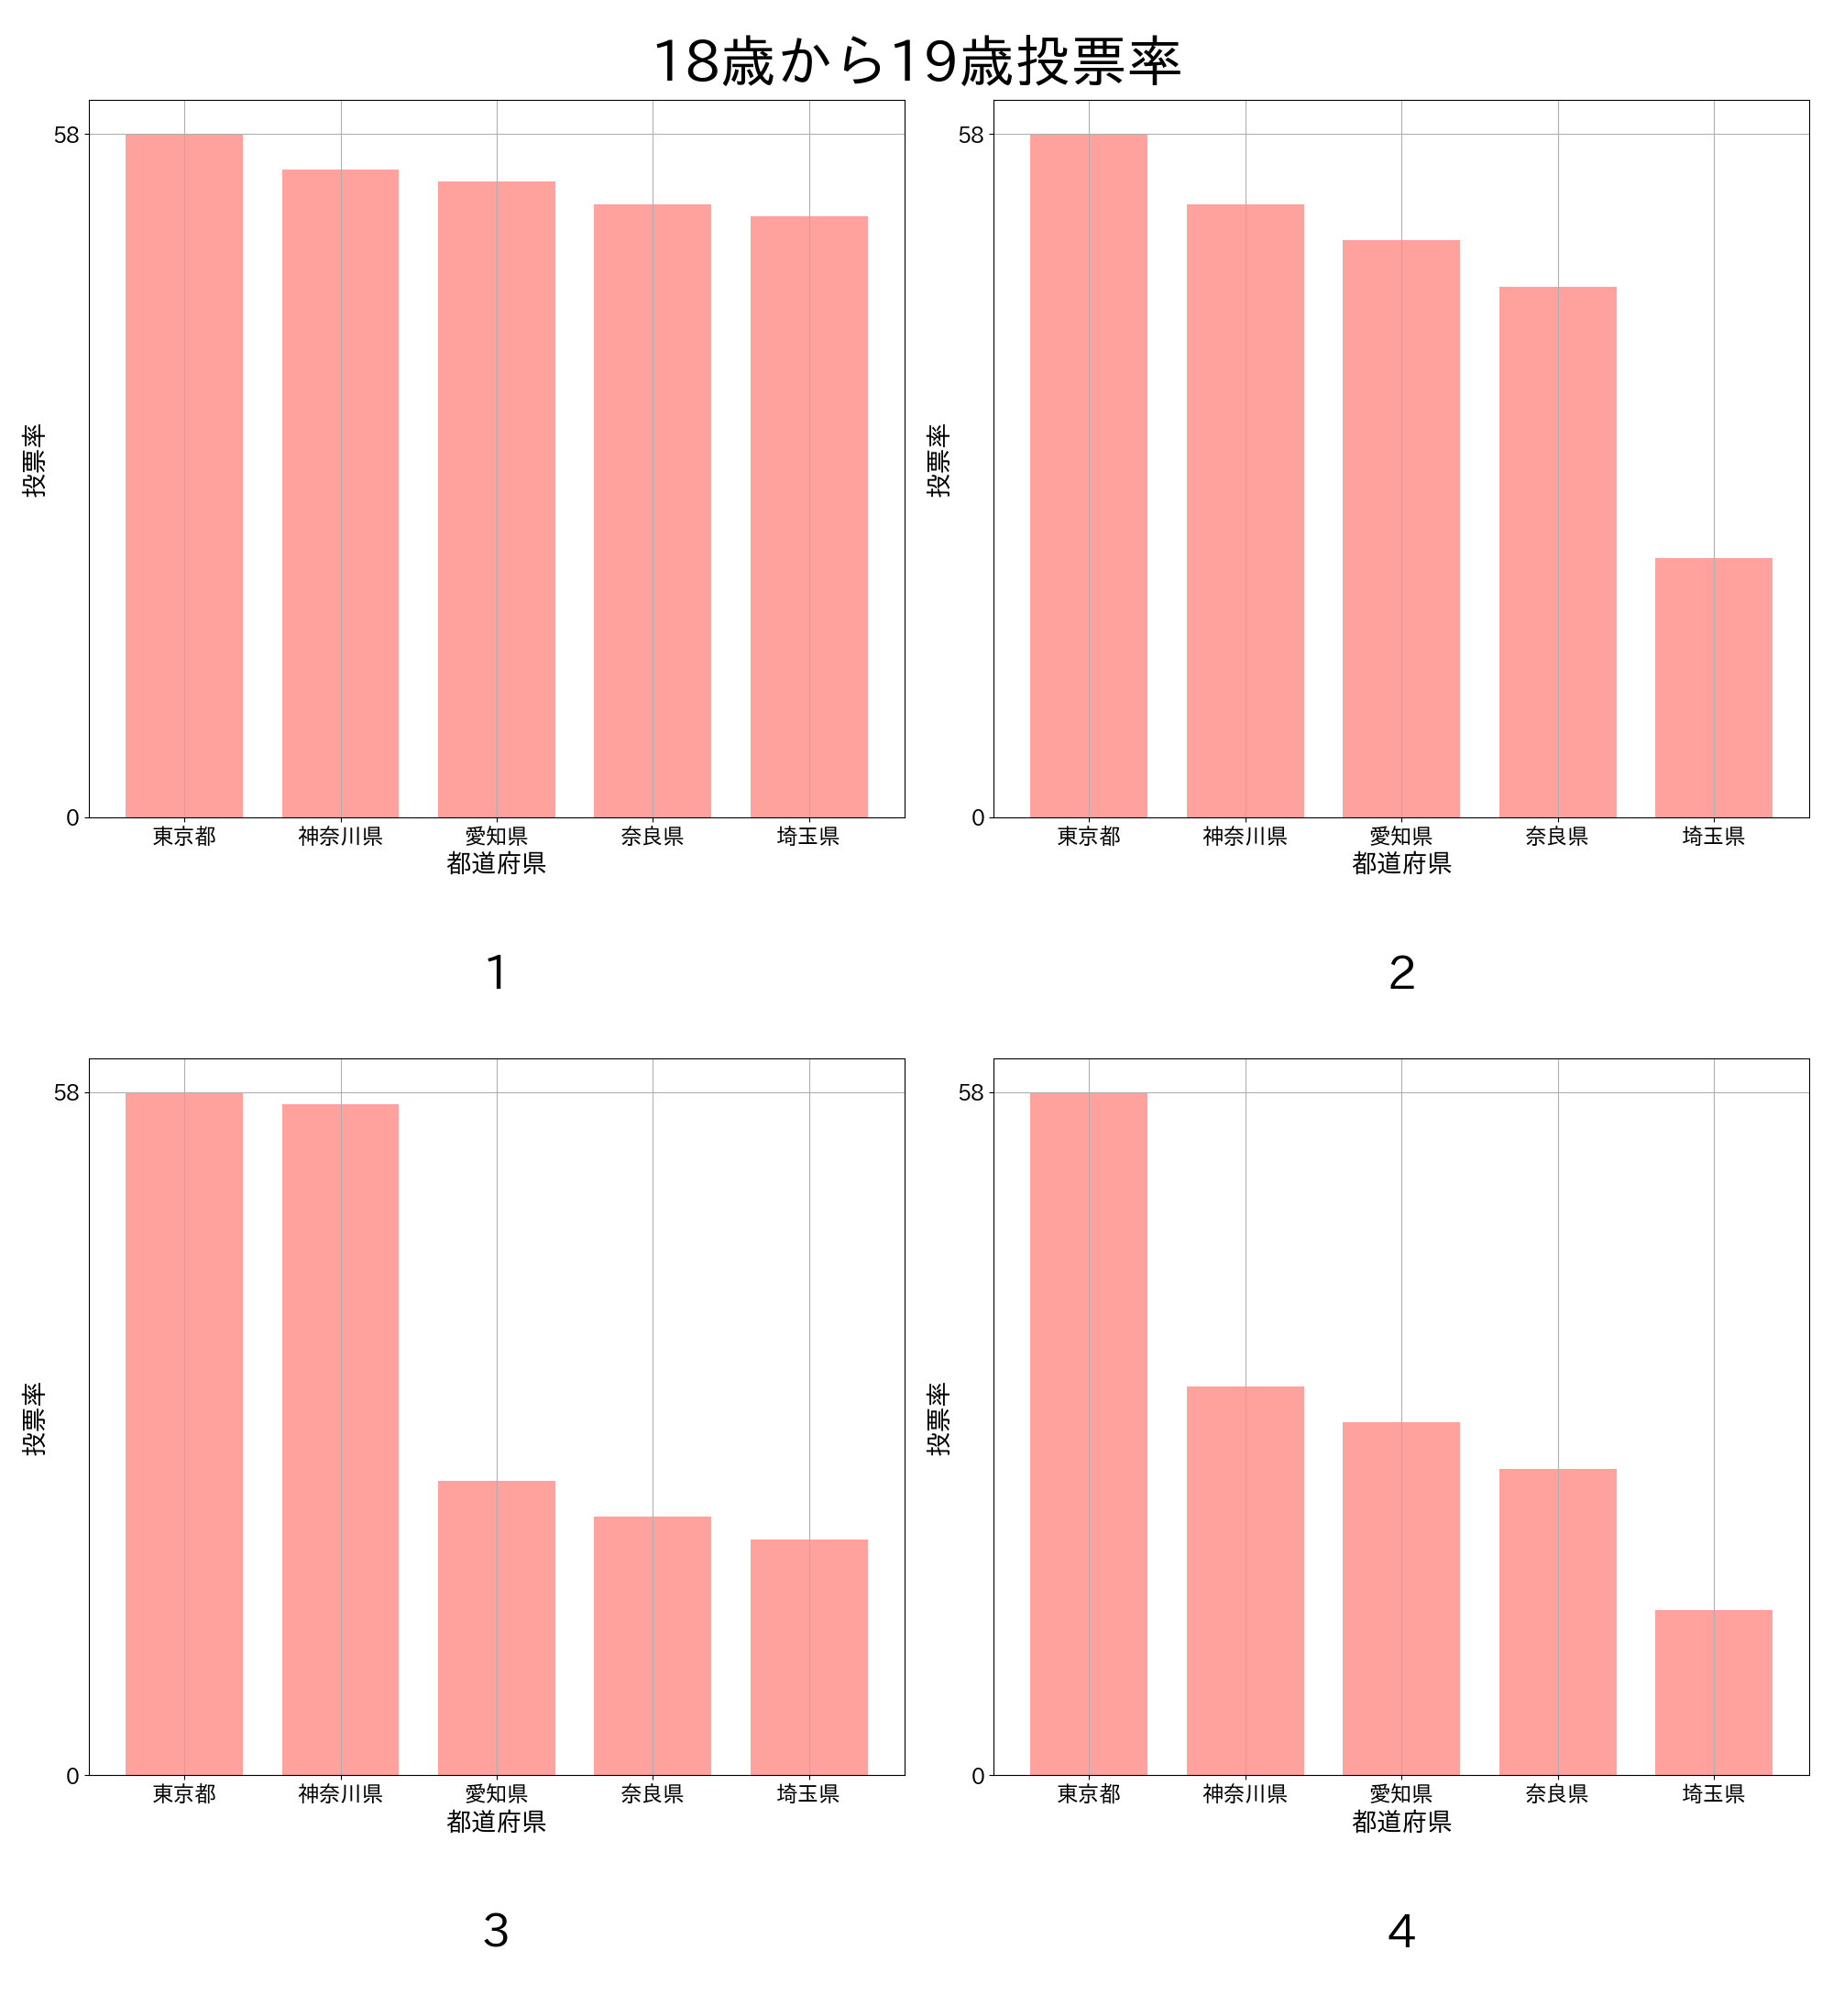 18歳から19歳投票率
58
0
投票率
東京都 神奈川県 愛知県 奈良県 埼玉県
都道府県
1
58
0
投票率
東京都 神奈川県 愛知県 奈良県 埼玉県
都道府県
2
58
0
投票率
東京都 神奈川県 愛知県 奈良県 埼玉県
都道府県
3
58
0
投票率
東京都 神奈川県 愛知県 奈良県 埼玉県
都道府県
4